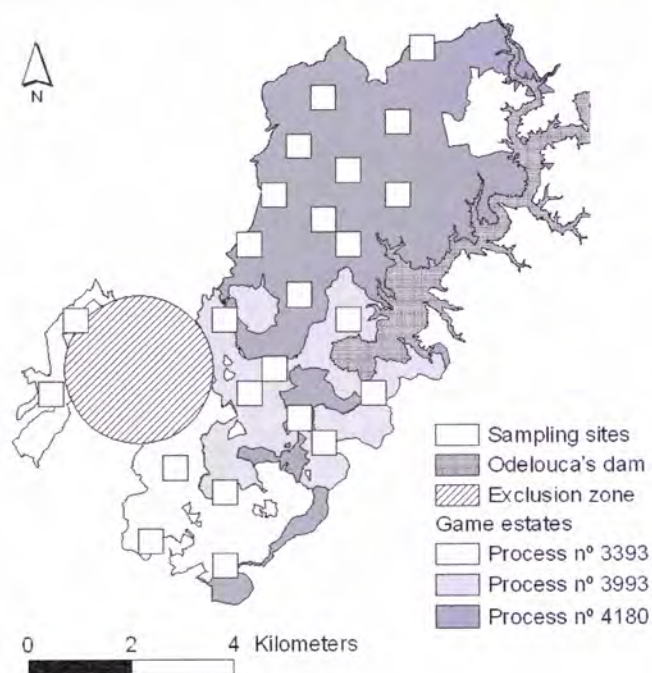 N
Sampling sites
Odelouca's dam
Exclusion zone
Game estates
Process nº 3393
Process nº 3993
Process nº 4180
0 2 4 Kilometers